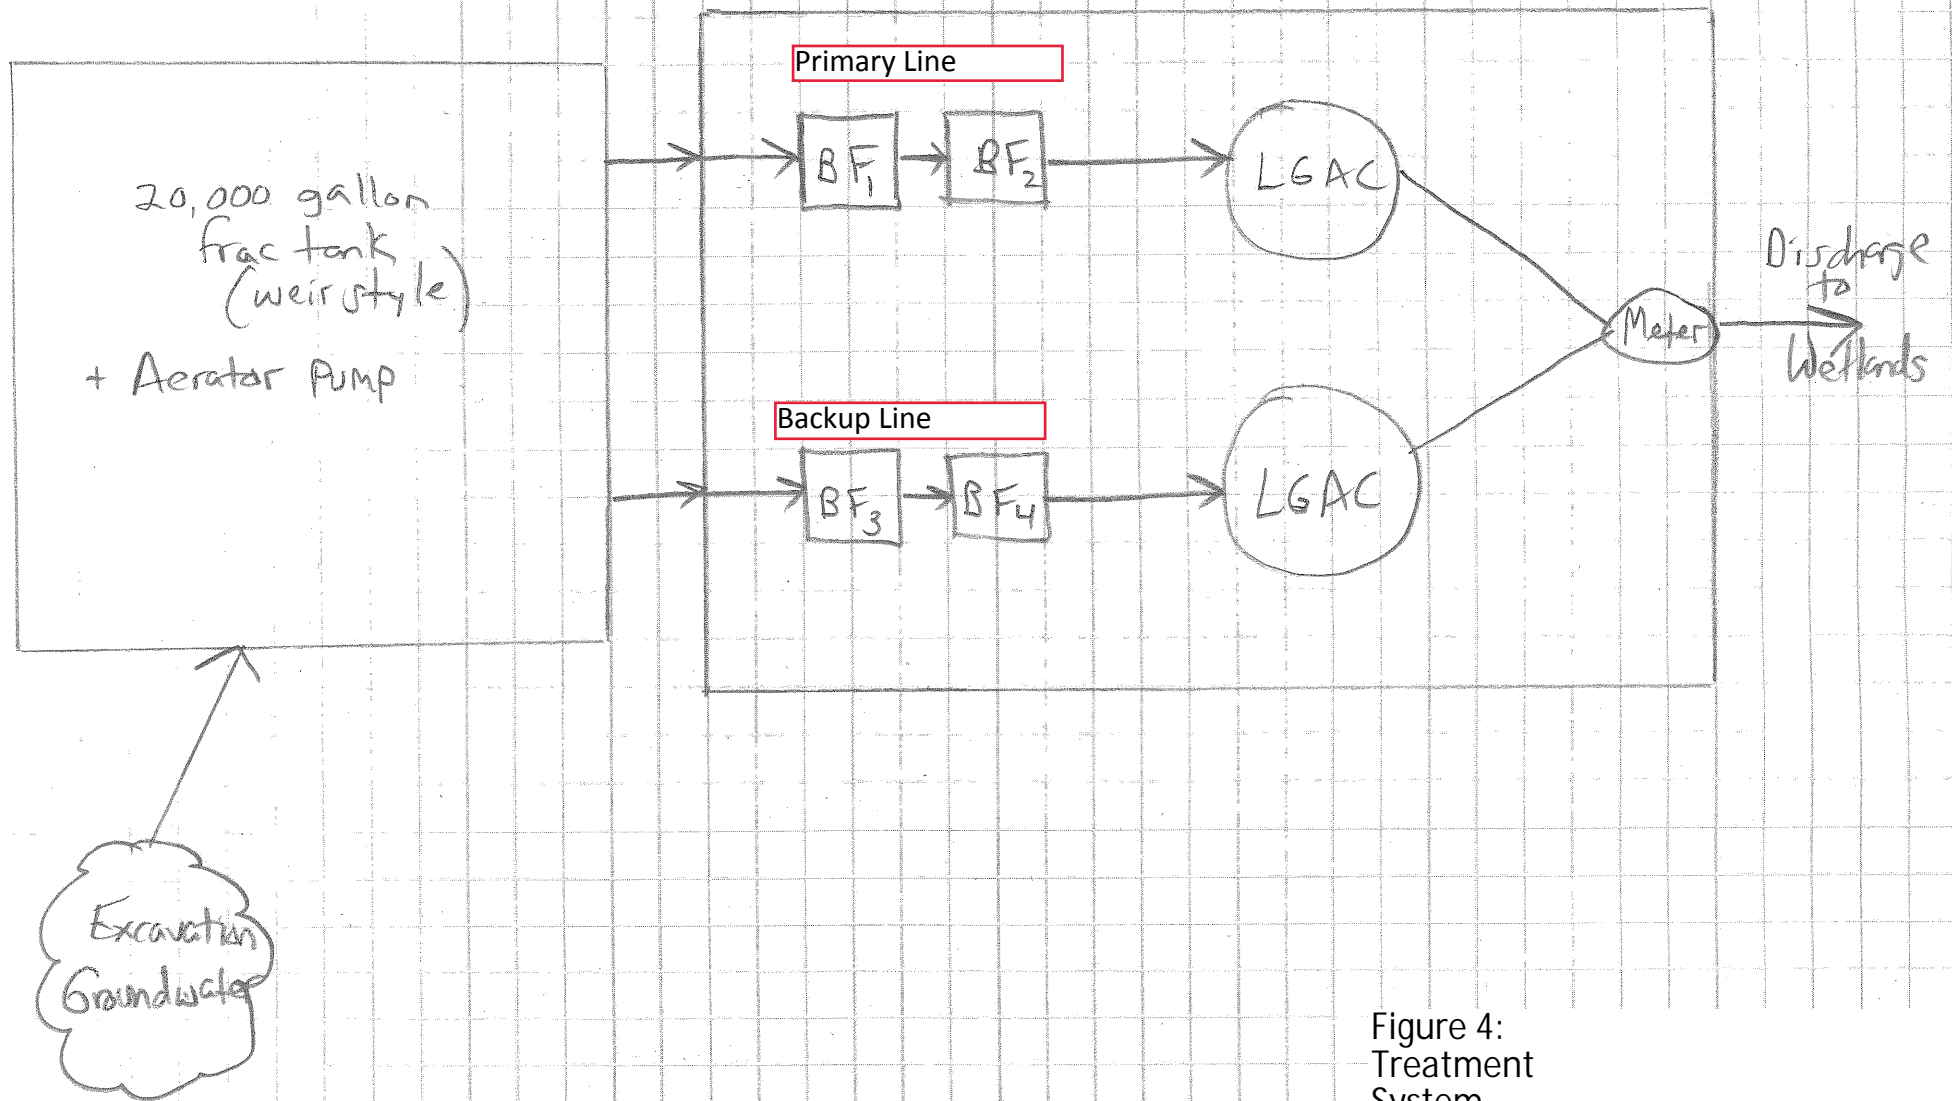 Primary Line
BF1
BF2
LGAC
20,000 gallon
frac tank
(weir style)
+ Aerator Pump
Discharge
to
Wetlands
Meter
Backup Line
BF3
BF4
LGAC
Excavation
Groundwater
Figure 4:
Treatment
System